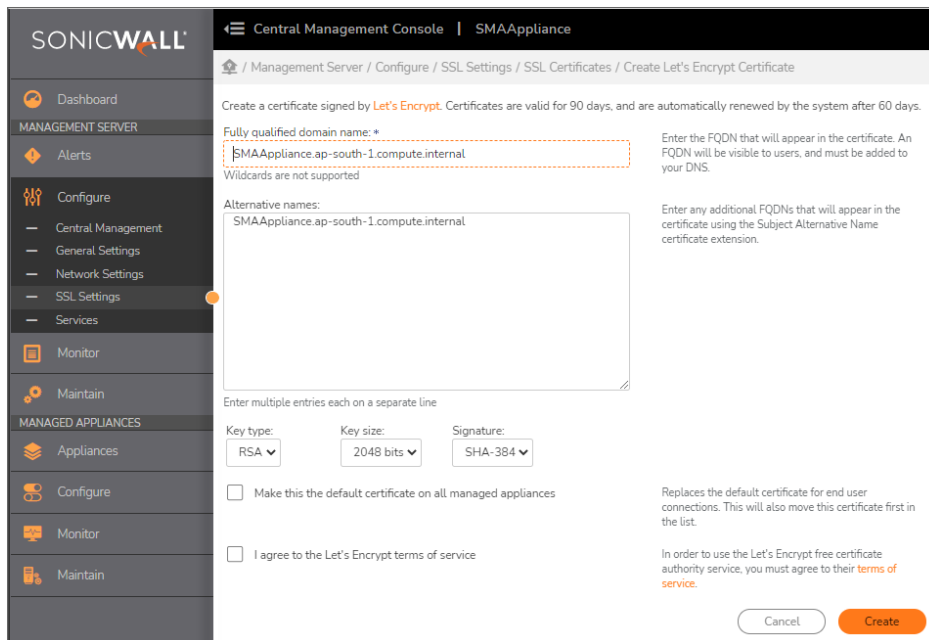 SONICWALL
Central Management Console | SMAAppliance
/ Management Server / Configure / SSL Settings / SSL Certificates / Create Let's Encrypt Certificate
Dashboard
MANAGEMENT SERVER
Alerts
Configure
Central Management
General Settings
Network Settings
SSL Settings
Services
Monitor
Maintain
MANAGED APPLIANCES
Appliances
Configure
Monitor
Maintain
Create a certificate signed by Let's Encrypt. Certificates are valid for 90 days, and are automatically renewed by the system after 60 days.
Fully qualified domain name: *
SMAAppliance.ap-south-1.compute.internal
Wildcards are not supported
Enter the FQDN that will appear in the certificate. An
FQDN will be visible to users, and must be added to
your DNS.
Alternative names:
SMAAppliance.ap-south-1.compute.internal
Enter any additional FQDNs that will appear in the
certificate using the Subject Alternative Name
certificate extension.
Enter multiple entries each on a separate line
Key type: Key size: Signature:
RSA 2048 bits SHA-384
Make this the default certificate on all managed appliances
Replaces the default certificate for end user
connections. This will also move this certificate first in
the list.
I agree to the Let's Encrypt terms of service
In order to use the Let's Encrypt free certificate
authority service, you must agree to their terms of
service.
Cancel Create